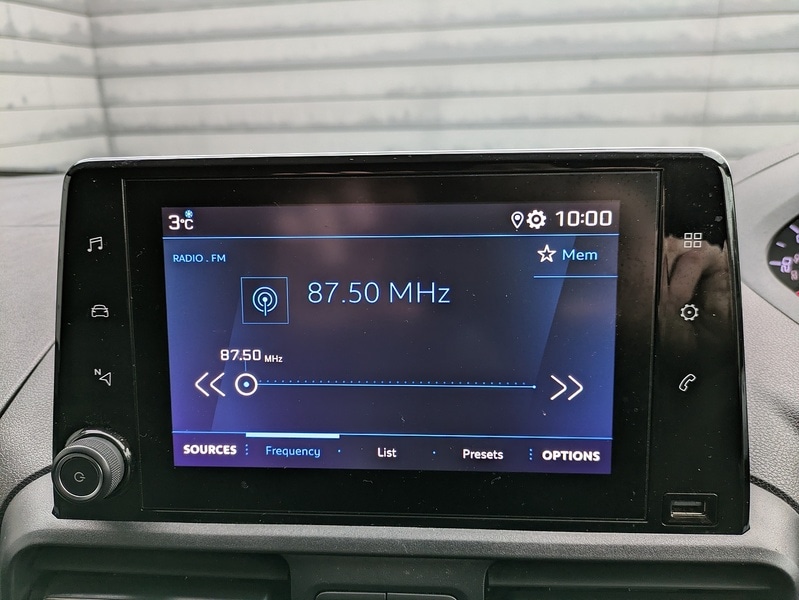 3°C 10:00
RADIO . FM
Mem
87.50 MHz
87.50 MHz
SOURCES Frequency List Presets OPTIONS
N